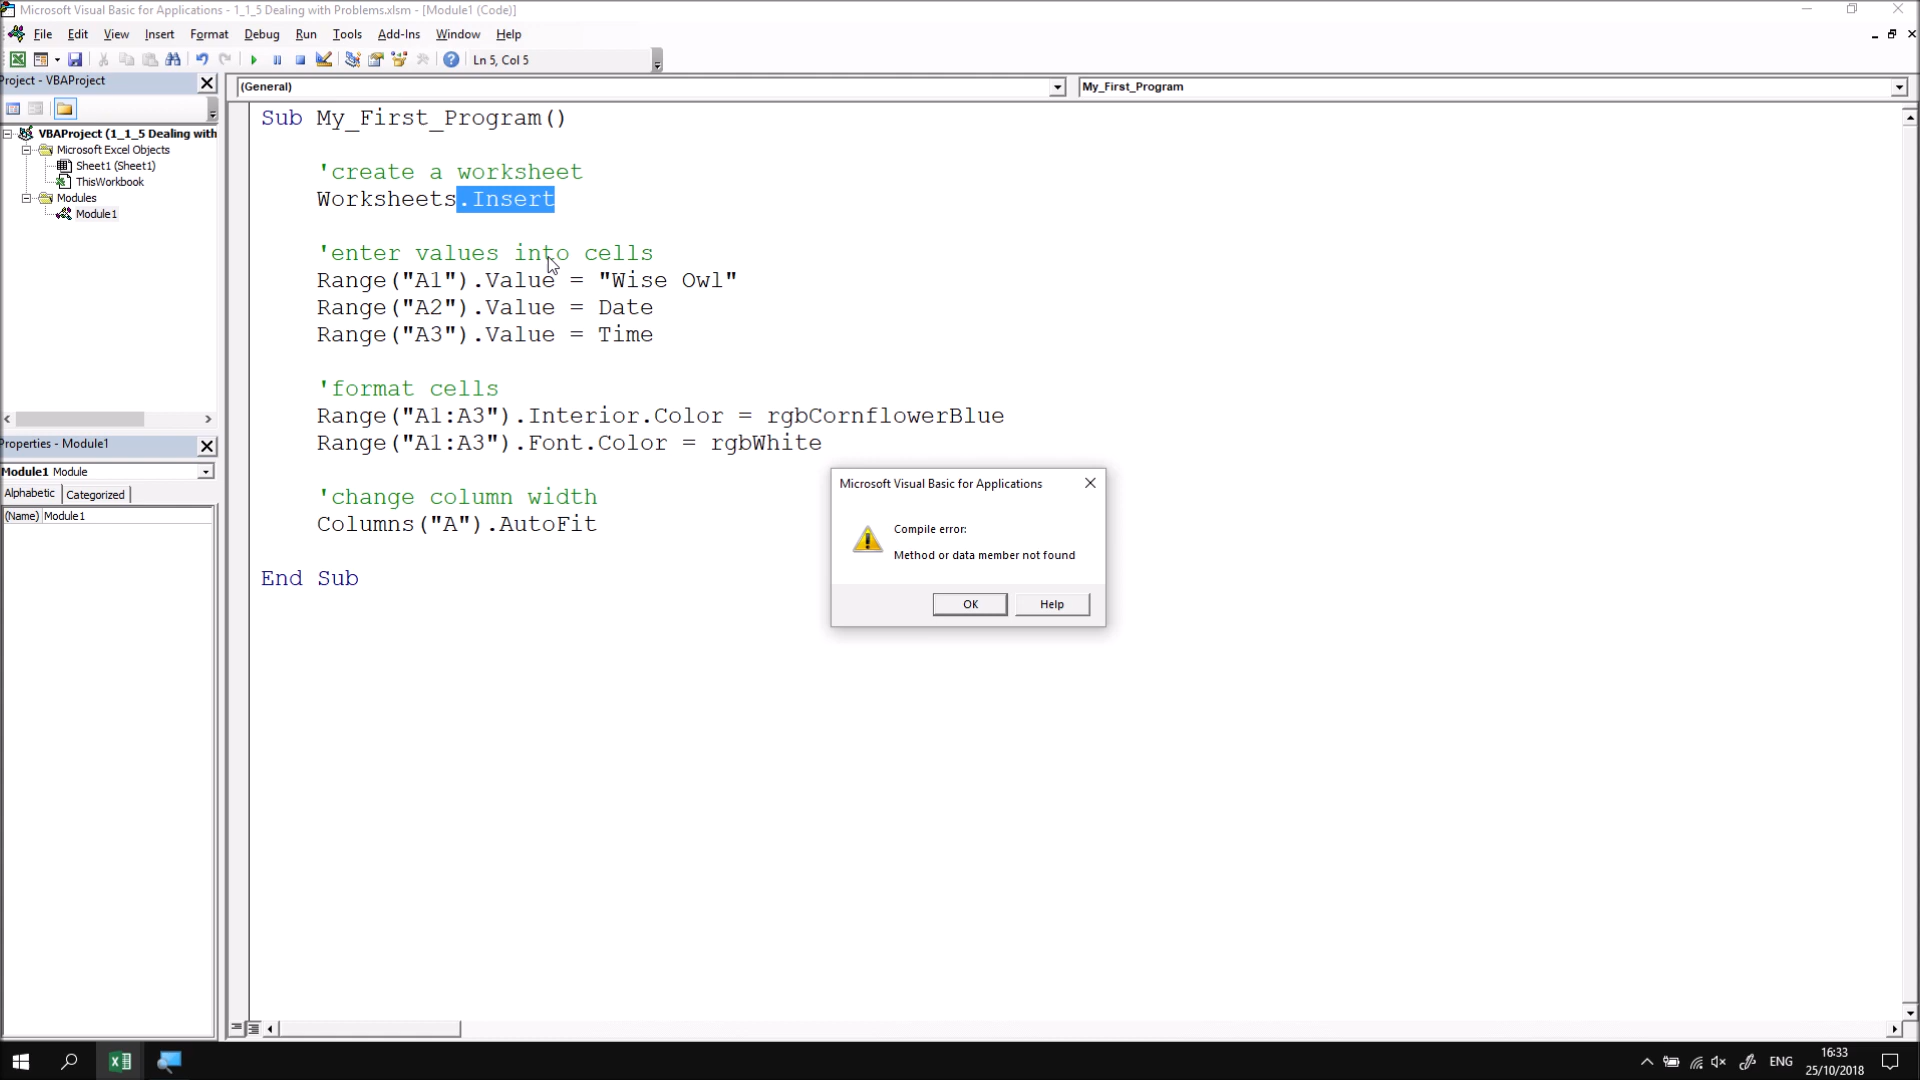 Microsoft Visual Basic for Applications - 1_1_5 Dealing with Problems.xlsm - [Module1 (Code)]
File Edit View Insert Format Debug Run Tools Add-Ins Window Help
Ln 5, Col 5
Project - VBAProject
(General)
My_First_Program
VBAProject (1_1_5 Dealing with
Microsoft Excel Objects
Sheet1 (Sheet1)
ThisWorkbook
Modules
Module1
Properties - Module1
Module1 Module
Alphabetic Categorized
(Name) Module1
Sub My_First_Program()
'create a worksheet
Worksheets.Insert
'enter values into cells
Range("A1").Value = "Wise Owl"
Range("A2").Value = Date
Range("A3").Value = Time
'format cells
Range("A1:A3").Interior.Color = rgbCornflowerBlue
Range("A1:A3").Font.Color = rgbWhite
'change column width
Columns("A").AutoFit
End Sub
Microsoft Visual Basic for Applications
Compile error:
Method or data member not found
OK Help
ENG
16:33
25/10/2018